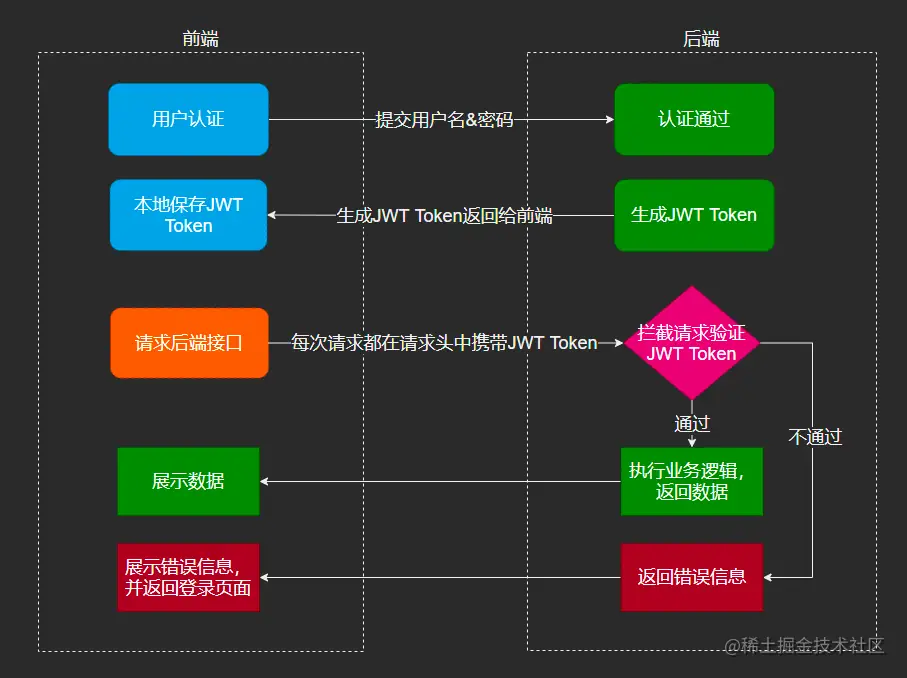 前端
后端
用户认证
提交用户名&密码
认证通过
本地保存JWT
Token
生成JWT Token返回给前端
生成JWT Token
请求后端接口
每次请求都在请求头中携带JWT Token
拦截请求验证
JWT Token
通过
不通过
展示数据
执行业务逻辑,
返回数据
展示错误信息,
并返回登录页面
返回错误信息
@稀土掘金技术社区